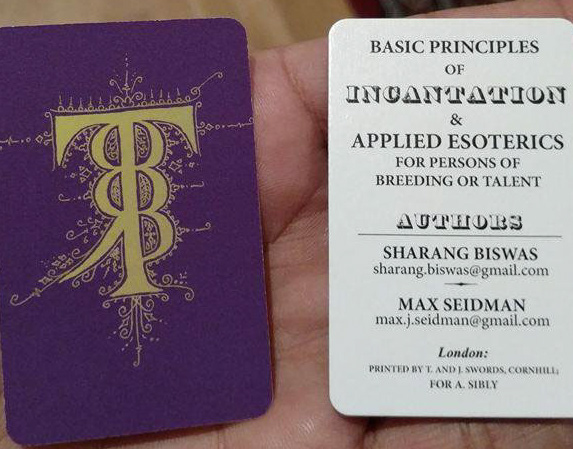 BASIC PRINCIPLES
OF
INCANTATION
&
APPLIED ESOTERICS
FOR PERSONS OF
BREEDING OR TALENT
AUTHORS
SHARANG BISWAS
sharang.biswas@gmail.com
MAX SEIDMAN
max.j.seidman@gmail.com
London:
PRINTED BY T. AND J. SWORDS, CORNHILL;
FOR A. SIBLY